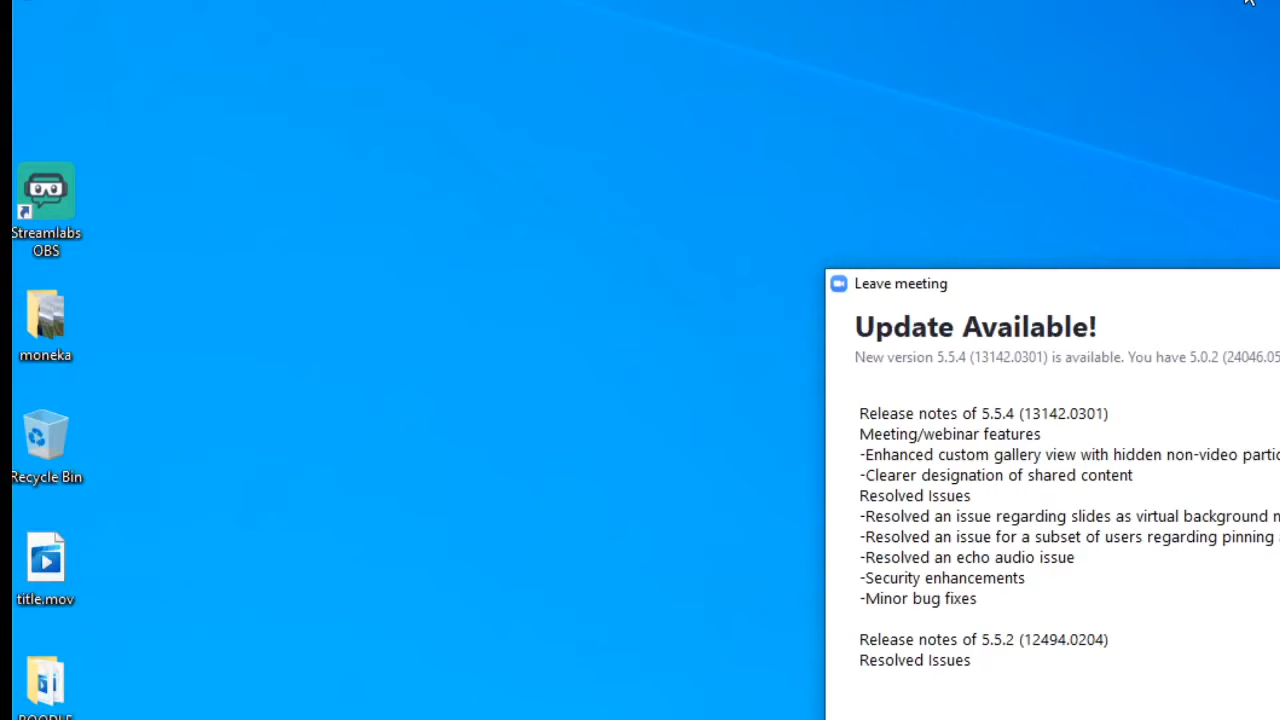 Streamlabs
OBS
moneka
Recycle Bin
title.mov
Leave meeting
Update Available!
New version 5.5.4 (13142.0301) is available. You have 5.0.2 (24046.05
Release notes of 5.5.4 (13142.0301)
Meeting/webinar features
-Enhanced custom gallery view with hidden non-video partic
-Clearer designation of shared content
Resolved Issues
-Resolved an issue regarding slides as virtual background
-Resolved an issue for a subset of users regarding pinning
-Resolved an echo audio issue
-Security enhancements
-Minor bug fixes
Release notes of 5.5.2 (12494.0204)
Resolved Issues